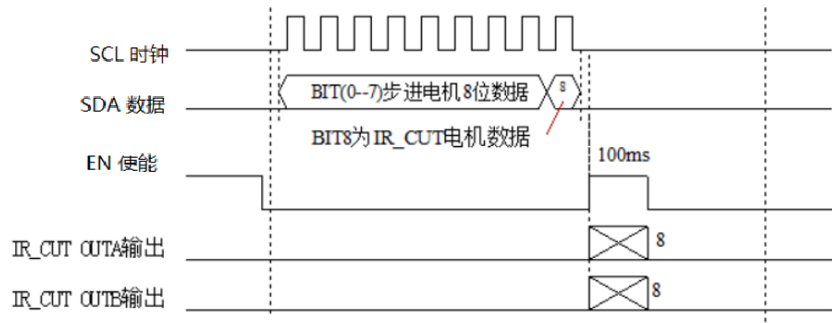 SCL 时钟
SDA 数据
BIT(0--7)步进电机8位数据
8
BIT8为IR_CUT电机数据
EN 使能
100ms
IR_CUT OUTA输出
8
IR_CUT OUTB输出
8